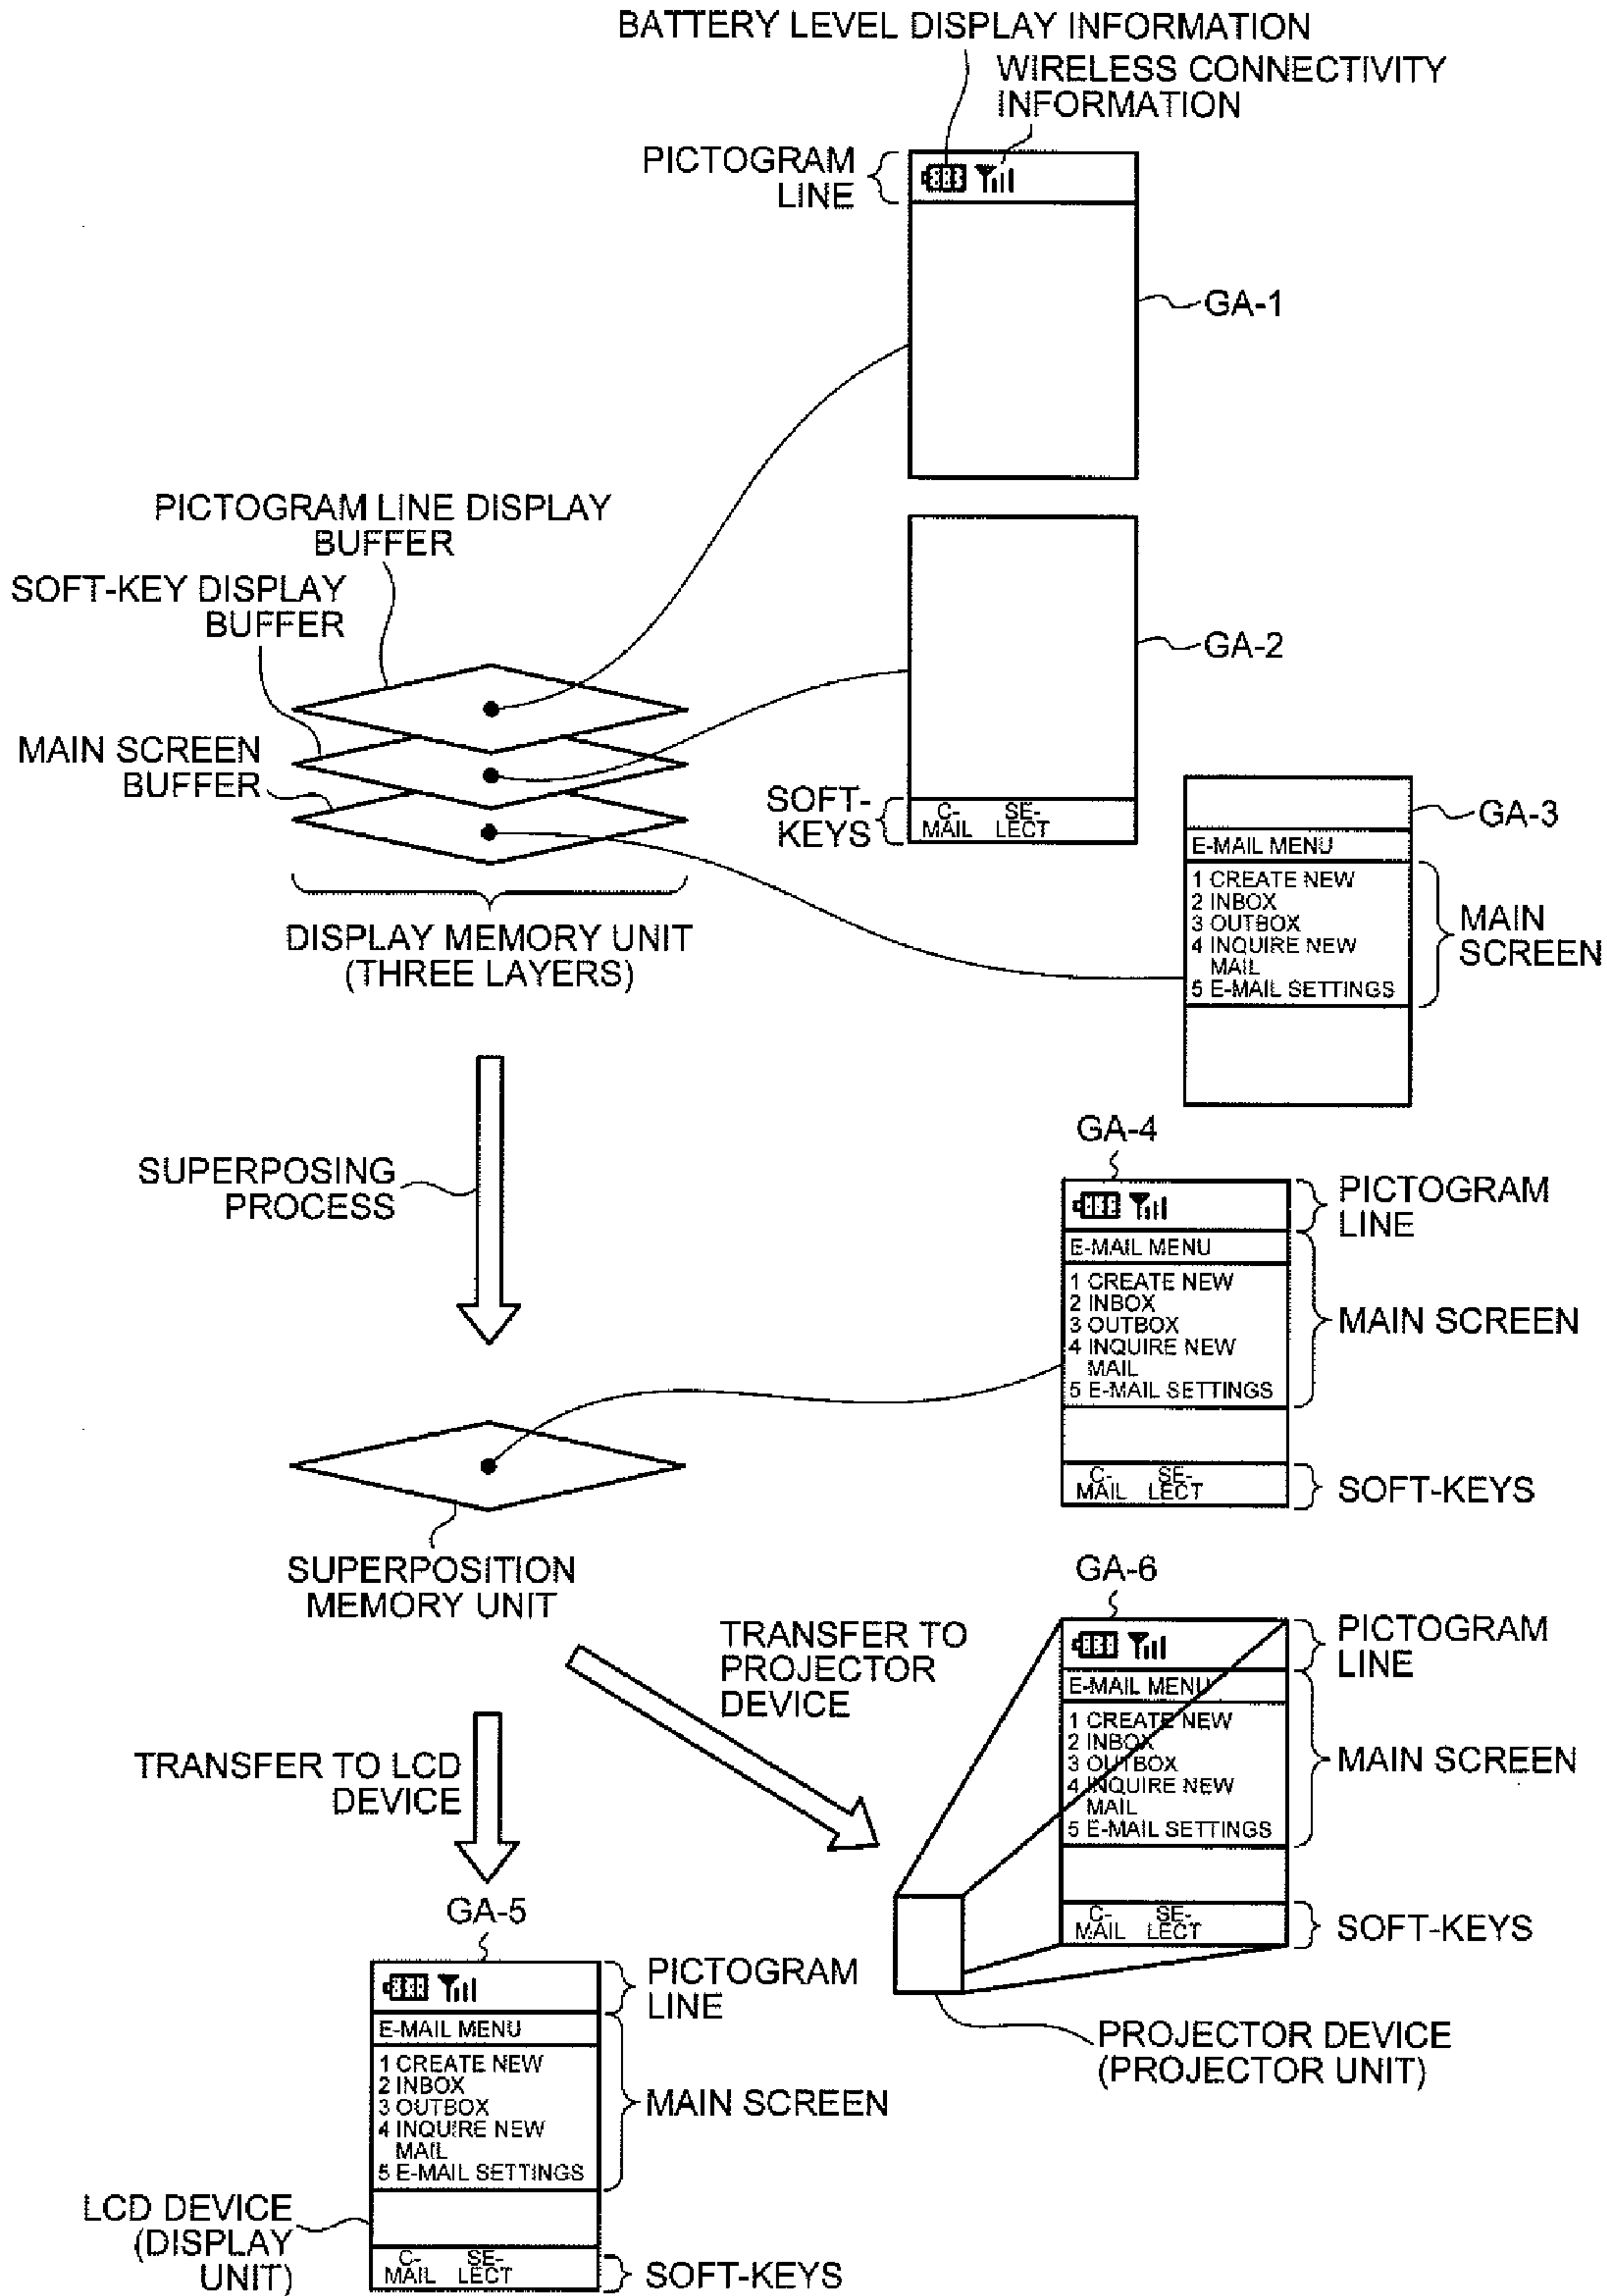 BATTERY LEVEL DISPLAY INFORMATION
WIRELESS CONNECTIVITY
INFORMATION
PICTOGRAM
LINE
GA-1
PICTOGRAM LINE DISPLAY
BUFFER
SOFT-KEY DISPLAY
BUFFER
MAIN SCREEN
BUFFER
GA-2
SOFT-
KEYS
C-
MAIL
SE-
LECT
GA-3
E-MAIL MENU
1 CREATE NEW
2 INBOX
3 OUTBOX
4 INQUIRE NEW
MAIL
5 E-MAIL SETTINGS
MAIN
SCREEN
DISPLAY MEMORY UNIT
(THREE LAYERS)
SUPERPOSING
PROCESS
GA-4
PICTOGRAM
LINE
E-MAIL MENU
1 CREATE NEW
2 INBOX
3 OUTBOX
4 INQUIRE NEW
MAIL
5 E-MAIL SETTINGS
MAIN SCREEN
C-
MAIL
SE-
LECT
SOFT-KEYS
SUPERPOSITION
MEMORY UNIT
TRANSFER TO
PROJECTOR
DEVICE
GA-6
PICTOGRAM
LINE
E-MAIL MENU
1 CREATE NEW
2 INBOX
3 OUTBOX
4 INQUIRE NEW
MAIL
5 E-MAIL SETTINGS
MAIN SCREEN
C-
MAIL
SE-
LECT
SOFT-KEYS
PROJECTOR DEVICE
(PROJECTOR UNIT)
TRANSFER TO LCD
DEVICE
GA-5
PICTOGRAM
LINE
E-MAIL MENU
1 CREATE NEW
2 INBOX
3 OUTBOX
4 INQUIRE NEW
MAIL
5 E-MAIL SETTINGS
MAIN SCREEN
LCD DEVICE
(DISPLAY
UNIT)
C-
MAIL
SE-
LECT
SOFT-KEYS